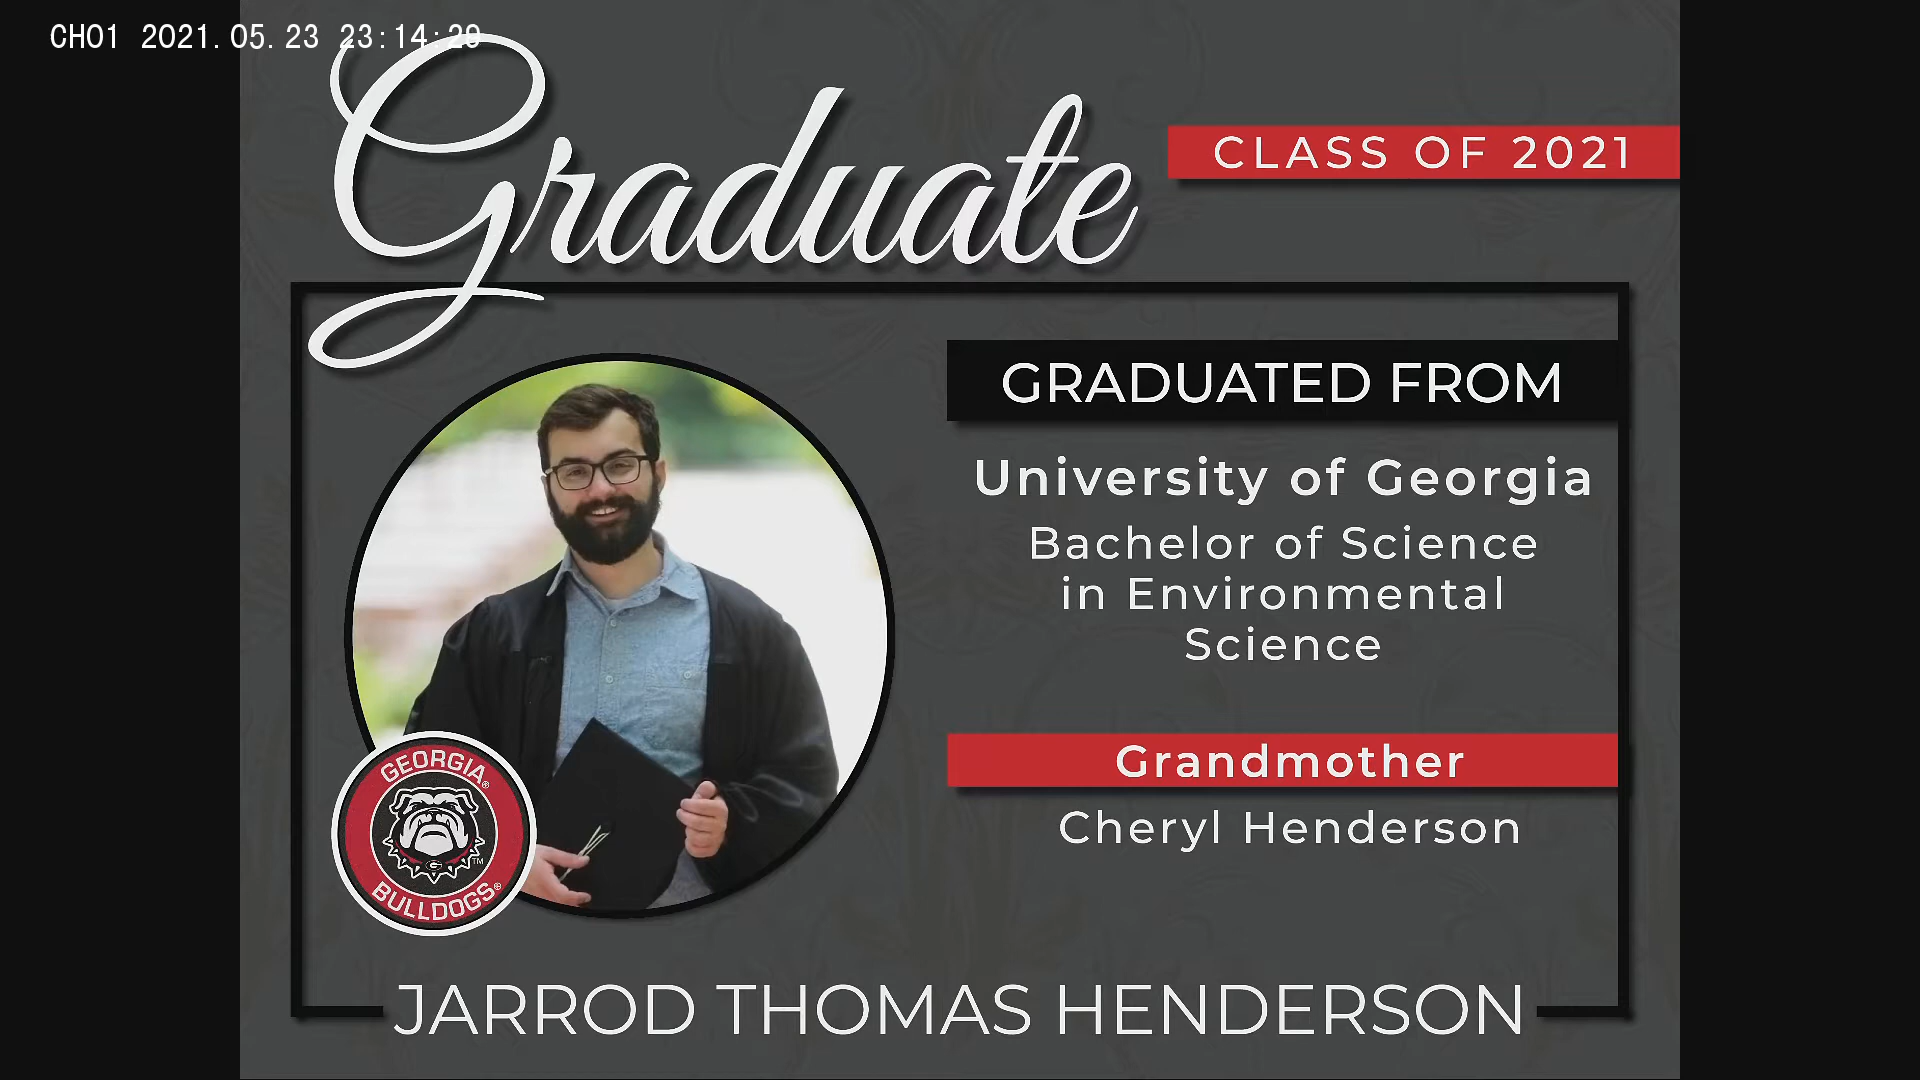 CH01 2021.05.23 23:14:29
Graduate
CLASS OF 2021
GRADUATED FROM
University of Georgia
Bachelor of Science
in Environmental
Science
Grandmother
Cheryl Henderson
GEORGIA®
G
TM
BULLDOGS®
JARROD THOMAS HENDERSON